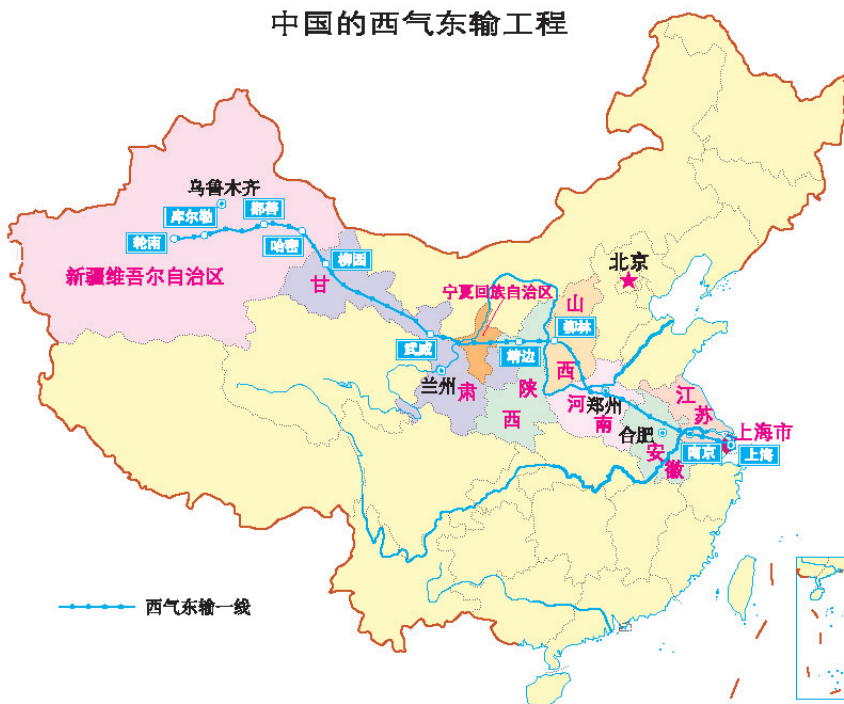 中国的西气东输工程
乌鲁木齐
库尔勒
鄯善
轮南
哈密
柳园
新疆维吾尔自治区
甘
肃
宁夏回族自治区
北京
山
西
柳林
武威
靖边
兰州
陕
西
河
南
郑州
江
苏
合肥
安
徽
南京
上海市
上海
西气东输一线